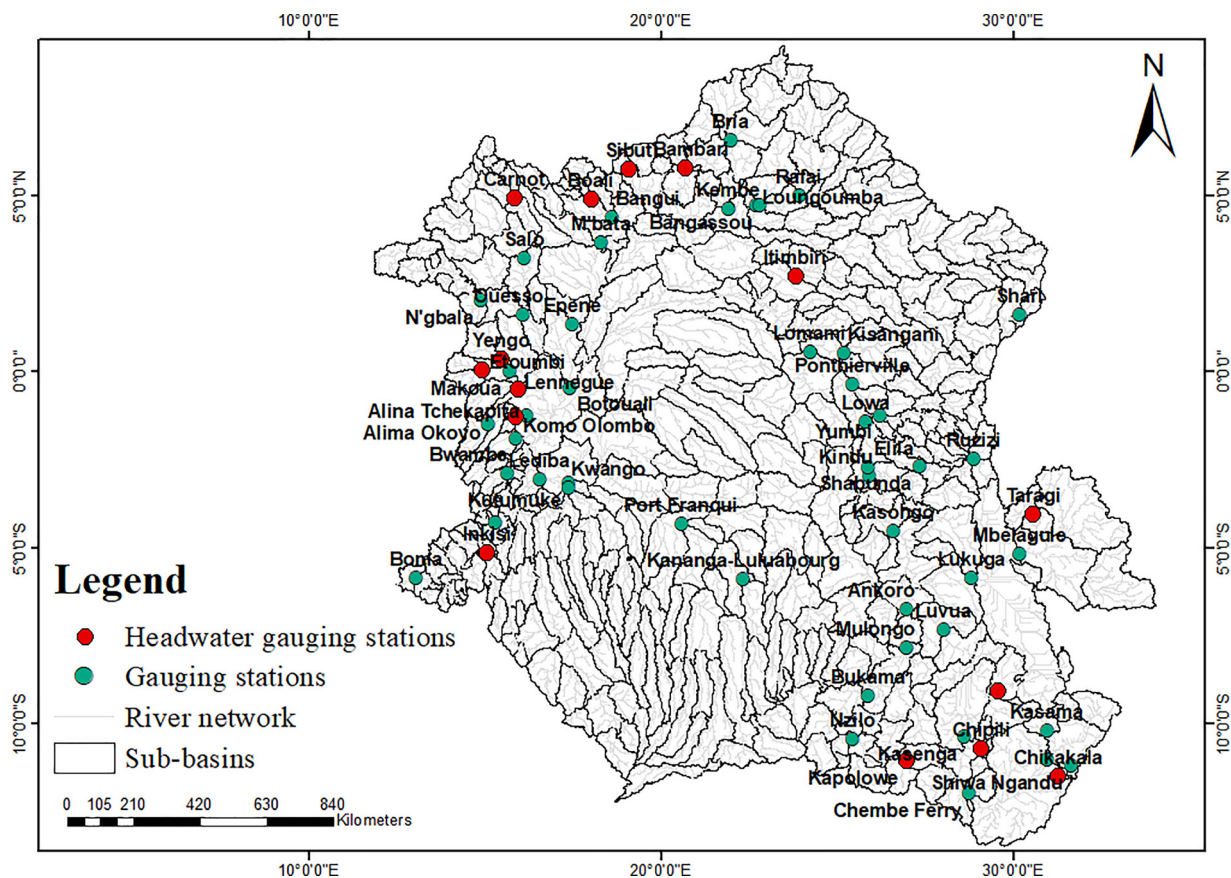 10°0'0"E 20°0'0"E 30°0'0"E
N
Bria
Sibut Bambari
Carnot Boali Kembe Rafai
5°0'0"N Bangui Loungoumba 5°0'0"N
M'bata Bangassou
Salo
Itimbiri
Ouesso Epene Shari
N'gbala
Yengo Lomami Kisangani
Etoumbi Ponthierville
0°0'0" 0°0'0"
Makoua Lennegue
Botouali Lowa
Alina Tchekapita
Alima Okoyo Komo Olombo Yumbi
Bwambe Lediba Kwango Kindu Elila Ruzizi
Shabunda
Kutumuke Port Franqui Kasongo Taragi
Inkisi Mbelagule
5°0'0"S 5°0'0"S
Boma Kananga-Luluabourg Lukuga
Legend
Ankoro Luvua
Headwater gauging stations Mulongo
Gauging stations Bukama
River network Nzilo Chipili Kasama
10°0'0"S 10°0'0"S
Sub-basins Kasenga Chikakala
Kapolowe Shiwa Ngandu
Chembe Ferry
0 105 210 420 630 840
Kilometers
10°0'0"E 20°0'0"E 30°0'0"E